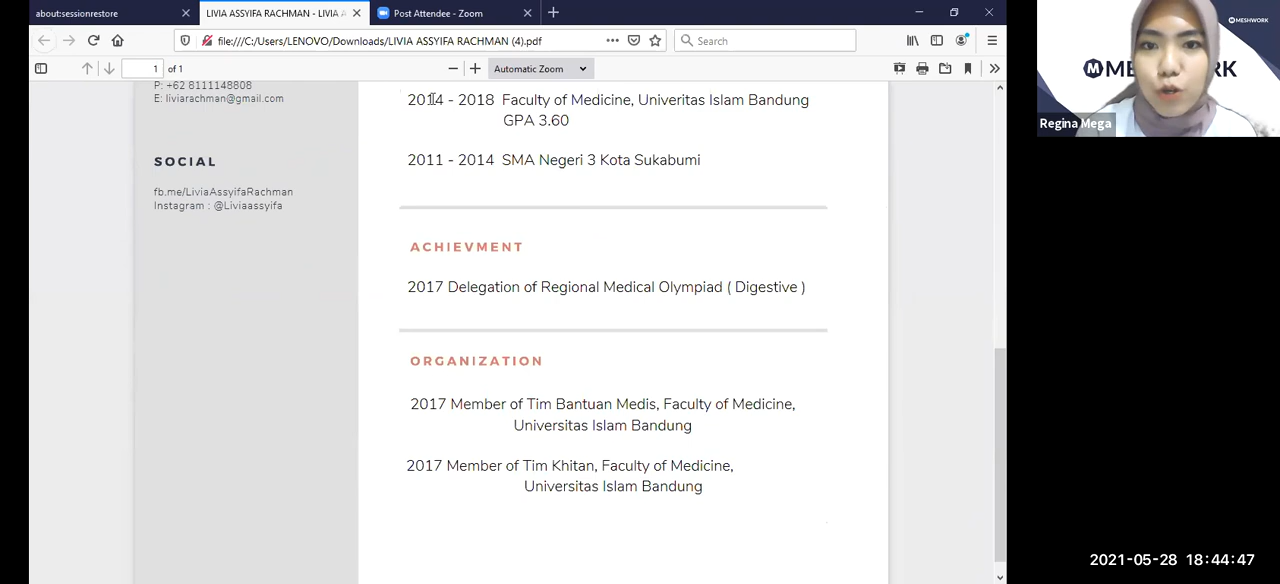 about:sessionrestore
LIVIA ASSYIFA RACHMAN - LIVIA A
Post Attendee - Zoom
file:///C:/Users/LENOVO/Downloads/LIVIA ASSYIFA RACHMAN (4).pdf
Search
1 of 1
Automatic Zoom
P: +62 8111148808
E: liviarachman@gmail.com
SOCIAL
fb.me/LiviaAssyifaRachman
Instagram : @Liviaassyifa
2014 - 2018 Faculty of Medicine, Univeritas Islam Bandung
GPA 3.60
2011 - 2014 SMA Negeri 3 Kota Sukabumi
ACHIEVMENT
2017 Delegation of Regional Medical Olympiad ( Digestive )
ORGANIZATION
2017 Member of Tim Bantuan Medis, Faculty of Medicine,
Universitas Islam Bandung
2017 Member of Tim Khitan, Faculty of Medicine,
Universitas Islam Bandung
MESHWORK
Regina Mega
2021-05-28 18:44:47